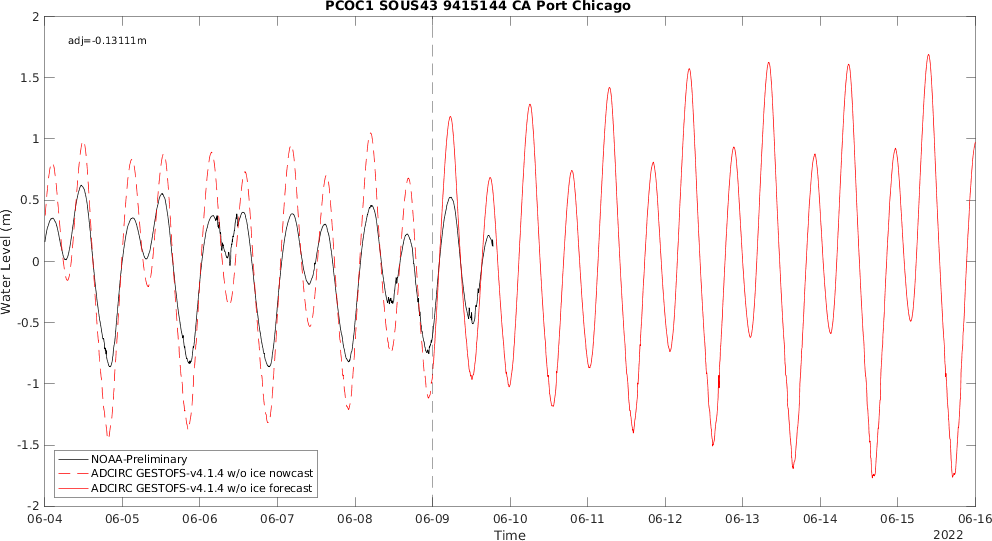 PCOC1 SOUS43 9415144 CA Port Chicago
adj=-0.13111m
2
1.5
1
0.5
0
-0.5
-1
-1.5
-2
Water Level (m)
NOAA-Preliminary
ADCIRC GESTOFS-v4.1.4 w/o ice nowcast
ADCIRC GESTOFS-v4.1.4 w/o ice forecast
06-04 06-05 06-06 06-07 06-08 06-09 06-10 06-11 06-12 06-13 06-14 06-15 06-16
Time
2022